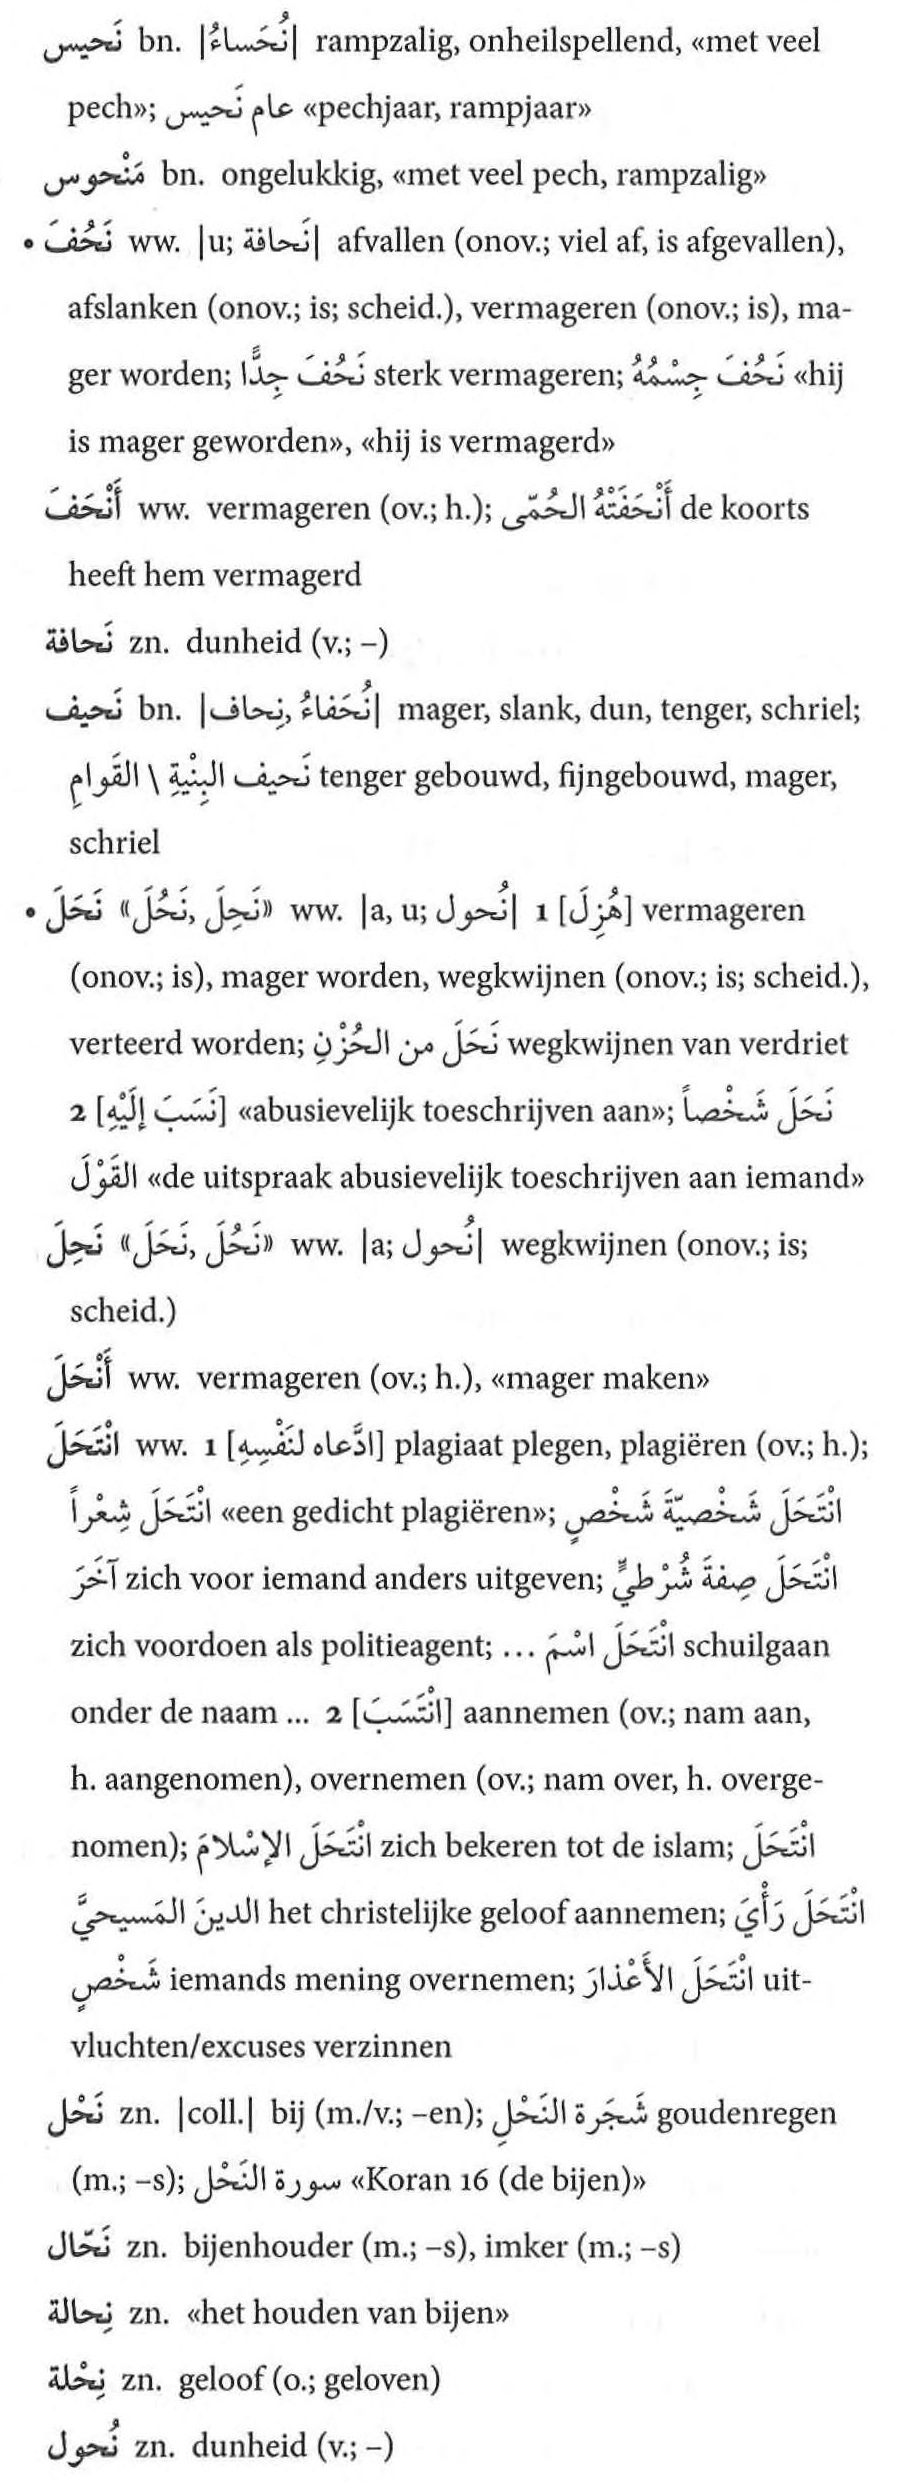 نَحيس bn. |نُحَساءُ| rampzalig, onheilspellend, «met veel
pech»; عام نَحيس «pechjaar, rampjaar»
مَنْحوس bn. ongelukkig, «met veel pech, rampzalig»
• نَحُفَ ww. |u; نَحافة| afvallen (onov.; viel af, is afgevallen),
afslanken (onov.; is; scheid.), vermageren (onov.; is), ma-
ger worden; نَحُفَ جِدًّا sterk vermageren; نَحُفَ جِسْمُهُ «hij
is mager geworden», «hij is vermagerd»
أَنْحَفَ ww. vermageren (ov.; h.); أَنْحَفَتْهُ الحُمّى de koorts
heeft hem vermagerd
نَحافة zn. dunheid (v.; –)
نَحيف bn. |نُحَفاءُ, نِحاف| mager, slank, dun, tenger, schriel;
نَحيف البِنْيةِ \ القَوامِ tenger gebouwd, fijngebouwd, mager,
schriel
• نَحَلَ «نَحِلَ, نَحُلَ» ww. |a, u; نُحول| 1 [هُزِلَ] vermageren
(onov.; is), mager worden, wegkwijnen (onov.; is; scheid.),
verteerd worden; نَحَلَ من الحُزْنِ wegkwijnen van verdriet
2 [نَسَبَ إلَيْهِ] «abusievelijk toeschrijven aan»; نَحَلَ شَخْصاً
القَوْلَ «de uitspraak abusievelijk toeschrijven aan iemand»
نَحِلَ «نَحُلَ, نَحَلَ» ww. |a; نُحول| wegkwijnen (onov.; is;
scheid.)
أَنْحَلَ ww. vermageren (ov.; h.), «mager maken»
انْتَحَلَ ww. 1 [ادَّعاه لنَفْسِهِ] plagiaat plegen, plagiëren (ov.; h.);
انْتَحَلَ شِعْراً «een gedicht plagiëren»; انْتَحَلَ شَخْصيّةَ شَخْصٍ
آخَرَ zich voor iemand anders uitgeven; انْتَحَلَ صِفةَ شُرْطيٍّ
zich voordoen als politieagent; انْتَحَلَ اسْمَ ... schuilgaan
onder de naam ... 2 [انْتَسَبَ] aannemen (ov.; nam aan,
h. aangenomen), overnemen (ov.; nam over, h. overge-
nomen); انْتَحَلَ الإسْلامَ zich bekeren tot de islam; انْتَحَلَ
الدينَ المَسيحيَّ het christelijke geloof aannemen; انْتَحَلَ رَأْيَ
شَخْصٍ iemands mening overnemen; انْتَحَلَ الأَعْذارَ uit-
vluchten/excuses verzinnen
نَحْل zn. |coll.| bij (m./v.; –en); شَجَرة النَحْلِ goudenregen
(m.; –s); سورة النَحْل «Koran 16 (de bijen)»
نَحّال zn. bijenhouder (m.; –s), imker (m.; –s)
نِحالة zn. «het houden van bijen»
نِحْلة zn. geloof (o.; geloven)
نُحول zn. dunheid (v.; –)